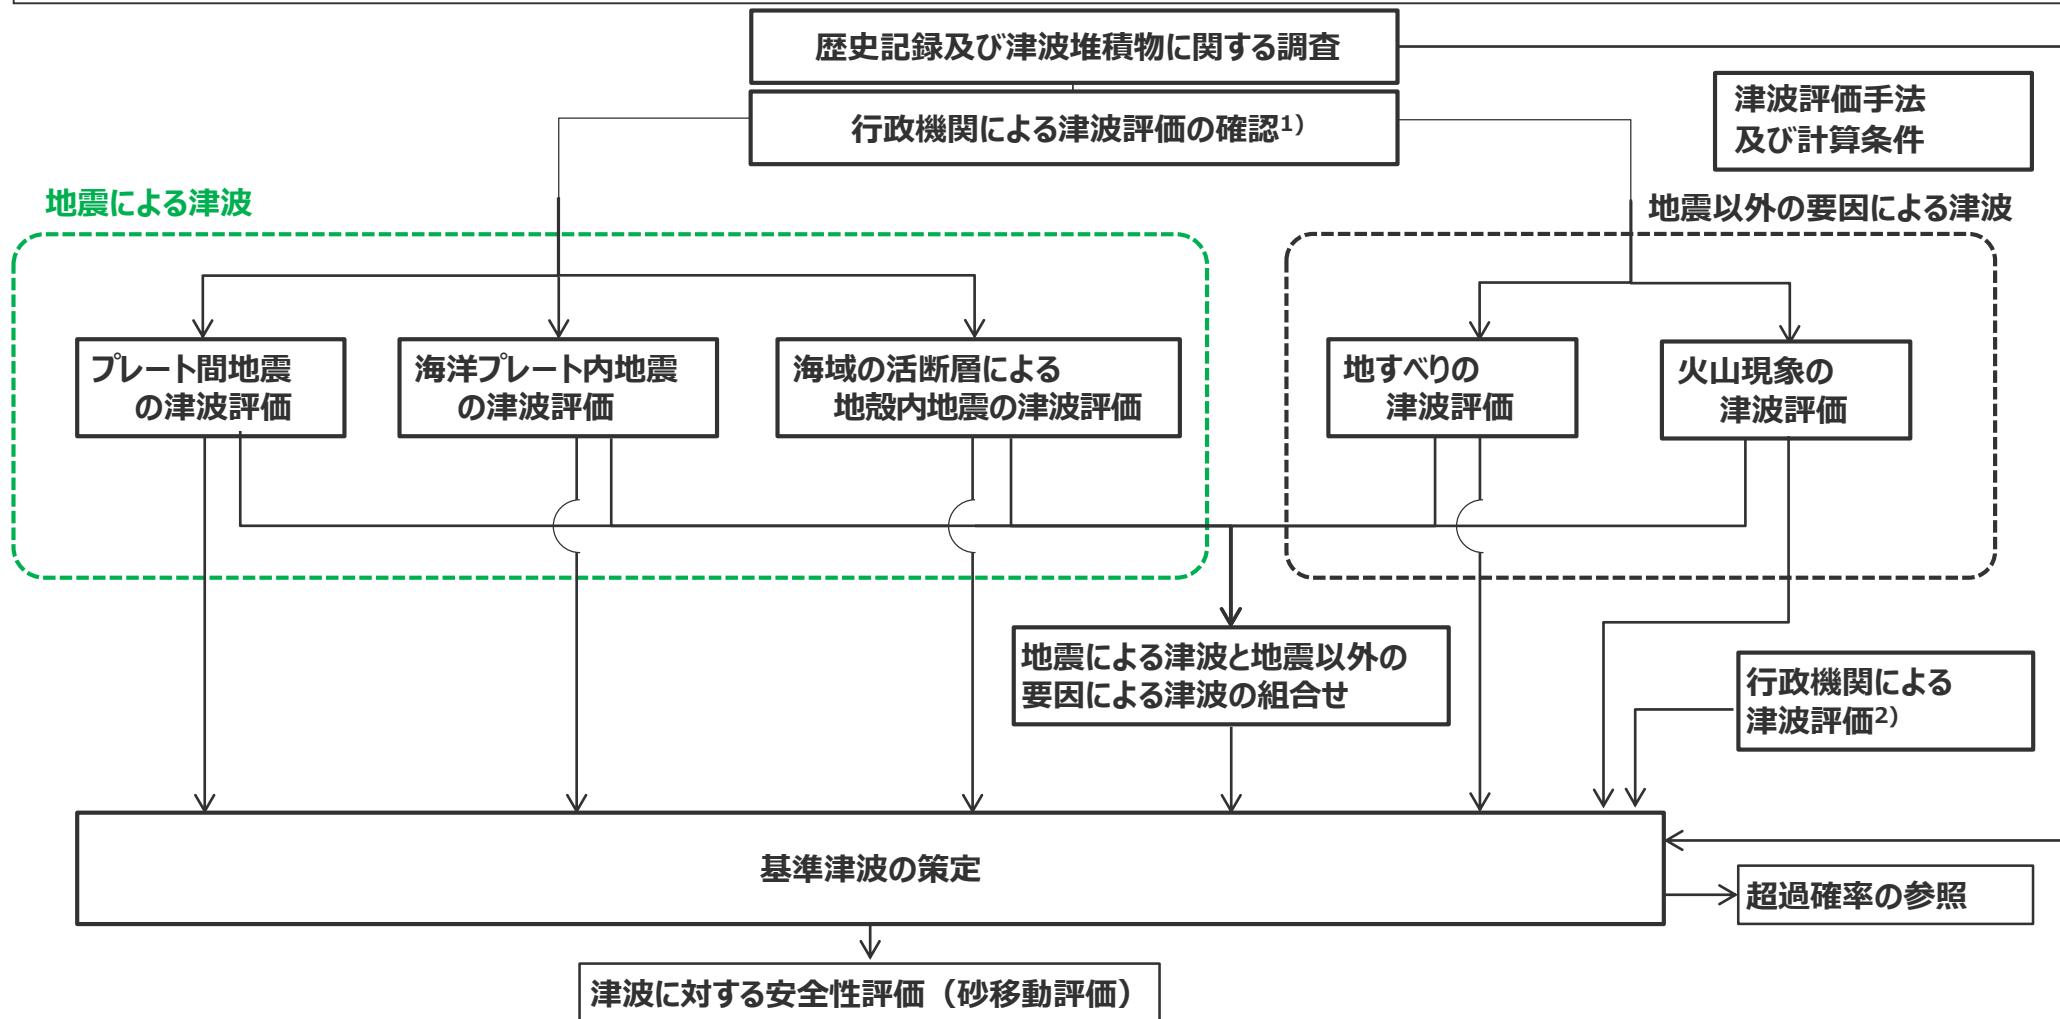 歴史記録及び津波堆積物に関する調査
行政機関による津波評価の確認1）
津波評価手法
及び計算条件
地震による津波
地震以外の要因による津波
プレート間地震
の津波評価
海洋プレート内地震
の津波評価
海域の活断層による
地殻内地震の津波評価
地すべりの
津波評価
火山現象の
津波評価
地震による津波と地震以外の
要因による津波の組合せ
行政機関による
津波評価2）
基準津波の策定
超過確率の参照
津波に対する安全性評価（砂移動評価）